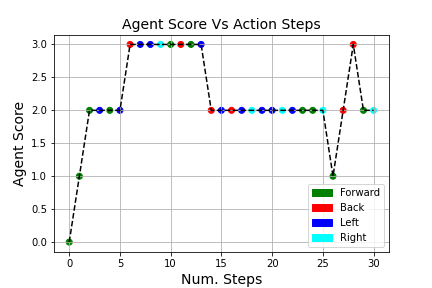 Agent Score Vs Action Steps
3.0
2.5
2.0
1.5
1.0
0.5
0.0
Agent Score
Forward
Back
Left
Right
0 5 10 15 20 25 30
Num. Steps